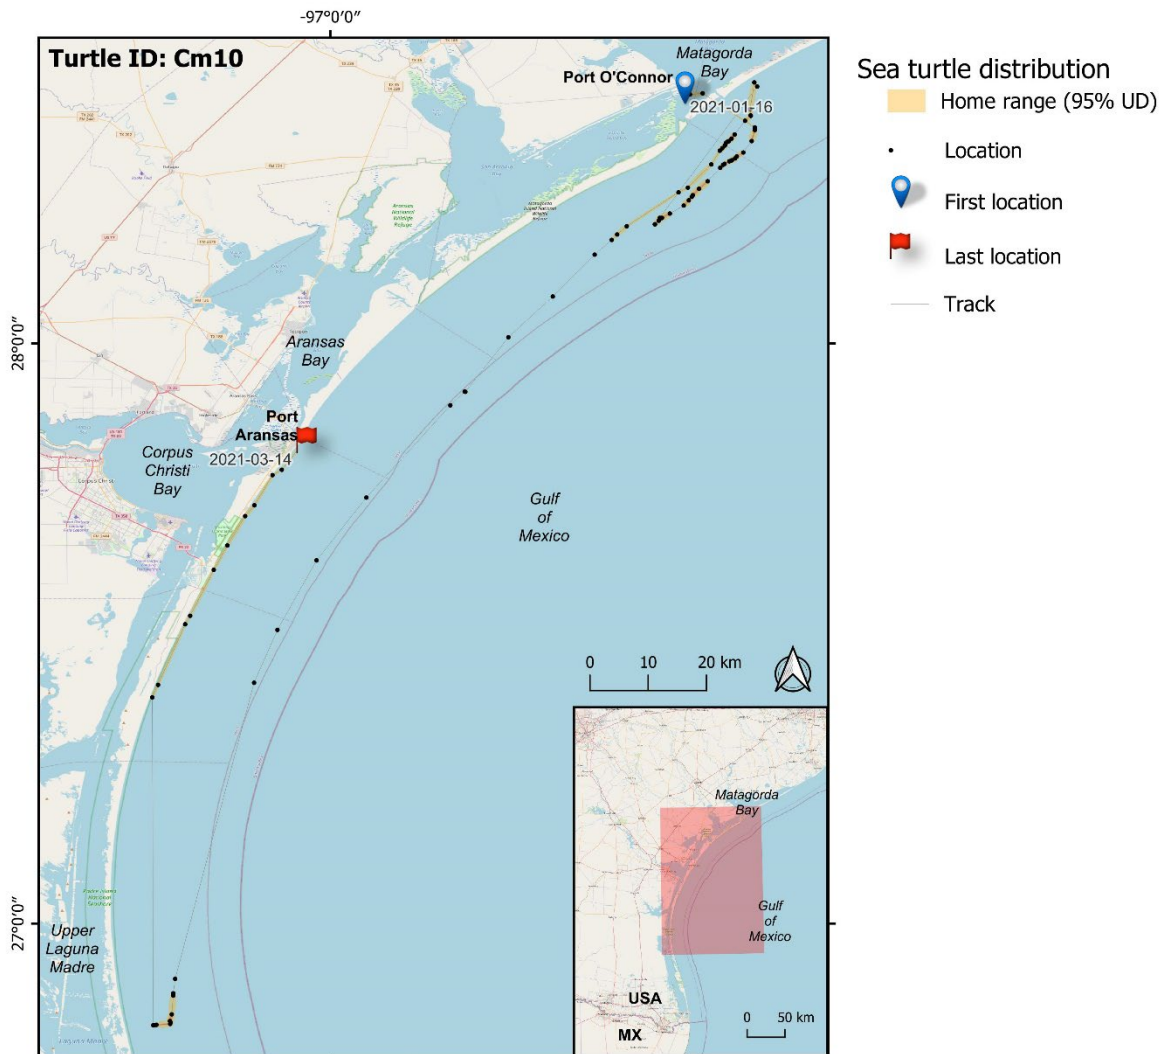 -97°0'0''
Turtle ID: Cm10
Matagorda
Bay
Port O'Connor
2021-01-16
Sea turtle distribution
Home range (95% UD)
Location
First location
Last location
Track
28°0'0''
Aransas
Bay
Port
Aransas
2021-03-14
Corpus
Christi
Bay
Corpus Christi
Gulf
of
Mexico
0 10 20 km
27°0'0''
Upper
Laguna
Madre
Matagorda
Bay
Gulf
of
Mexico
USA
MX
0 50 km